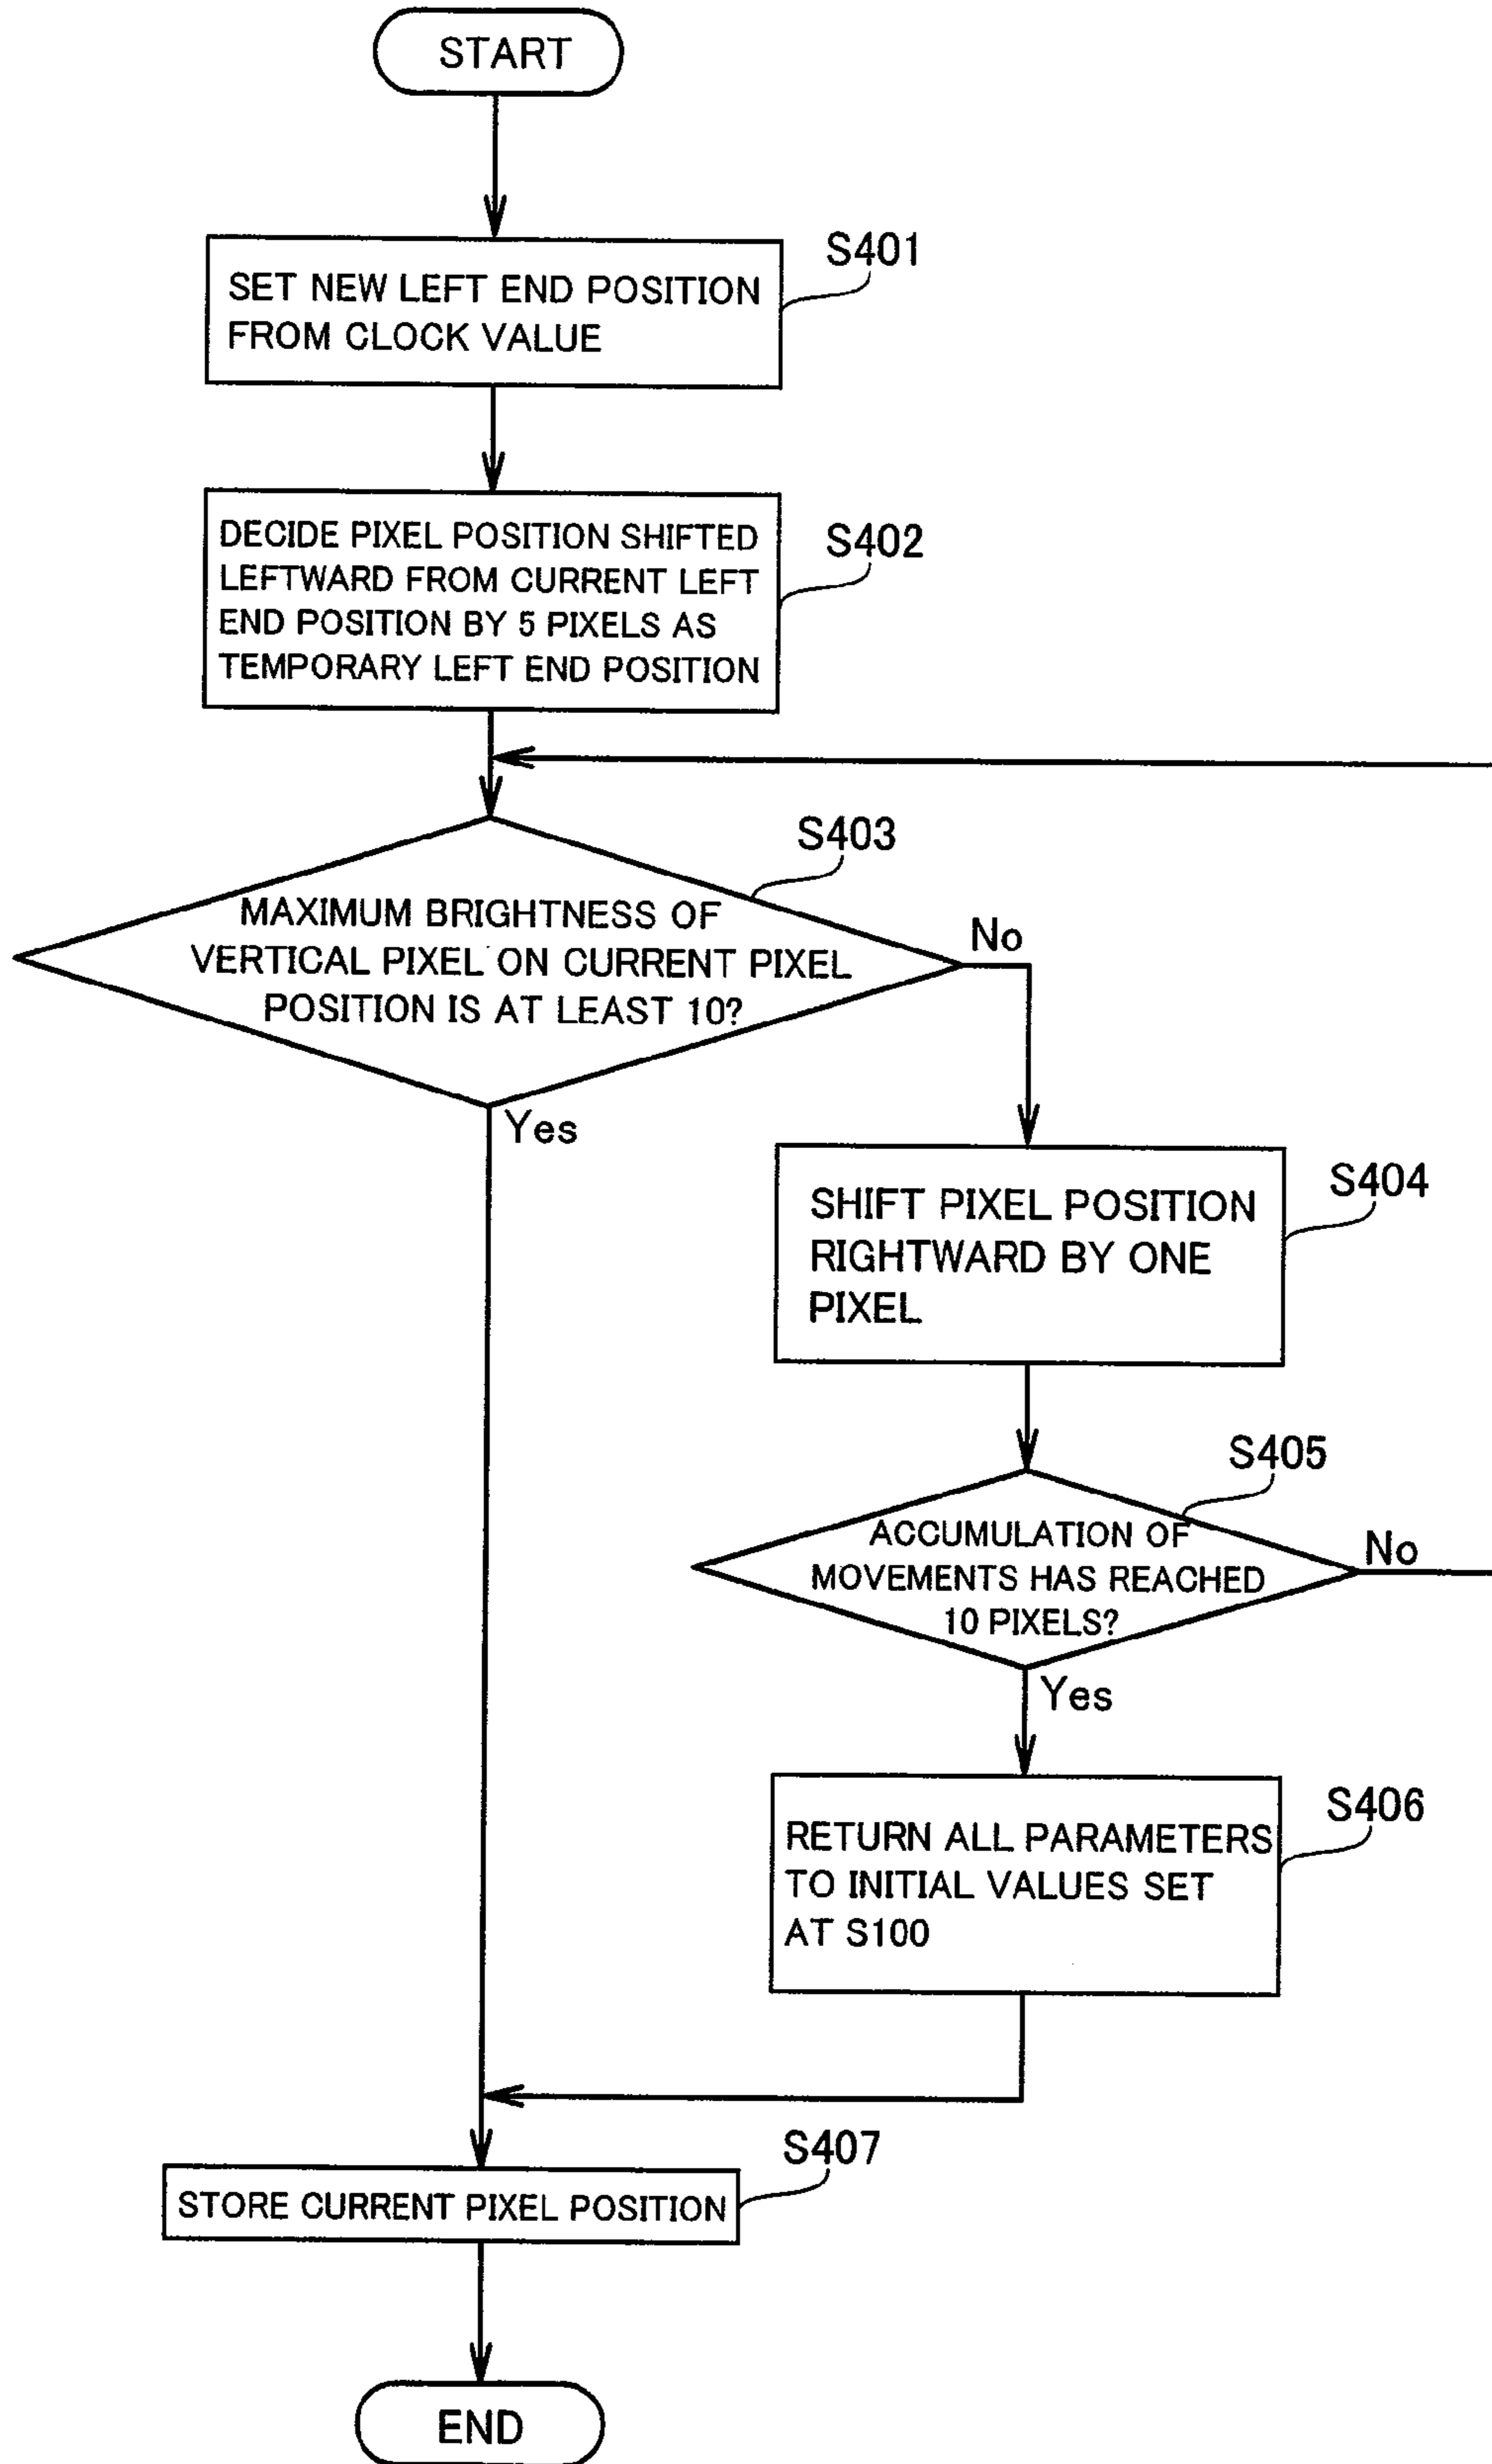 START
S401
SET NEW LEFT END POSITION
FROM CLOCK VALUE
S402
DECIDE PIXEL POSITION SHIFTED
LEFTWARD FROM CURRENT LEFT
END POSITION BY 5 PIXELS AS
TEMPORARY LEFT END POSITION
S403
MAXIMUM BRIGHTNESS OF
VERTICAL PIXEL ON CURRENT PIXEL
POSITION IS AT LEAST 10?
No
Yes
S404
SHIFT PIXEL POSITION
RIGHTWARD BY ONE
PIXEL
S405
ACCUMULATION OF
MOVEMENTS HAS REACHED
10 PIXELS?
No
Yes
S406
RETURN ALL PARAMETERS
TO INITIAL VALUES SET
AT S100
S407
STORE CURRENT PIXEL POSITION
END